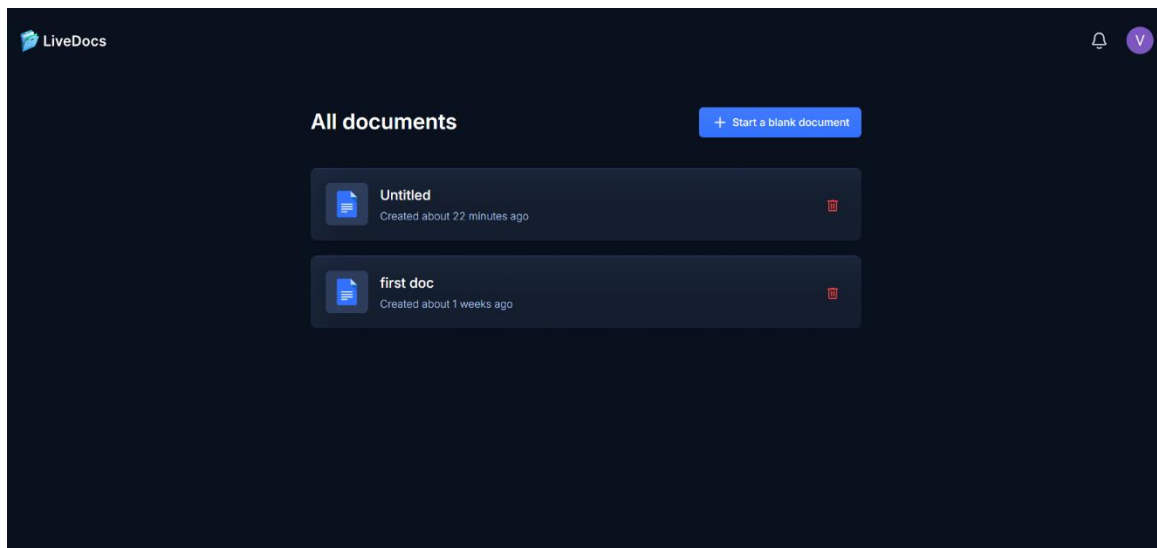 LiveDocs
V
All documents
+ Start a blank document
Untitled
Created about 22 minutes ago
first doc
Created about 1 weeks ago